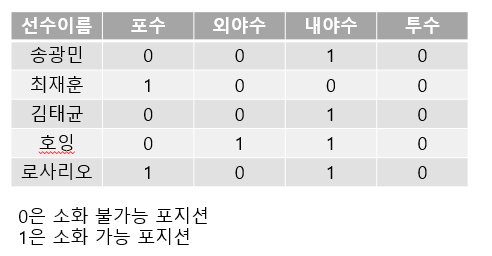 선수이름 포수 외야수 내야수 투수
송광민 0 0 1 0
최재훈 1 0 0 0
김태균 0 0 1 0
호잉 0 1 1 0
로사리오 1 0 1 0
0은 소화 불가능 포지션
1은 소화 가능 포지션